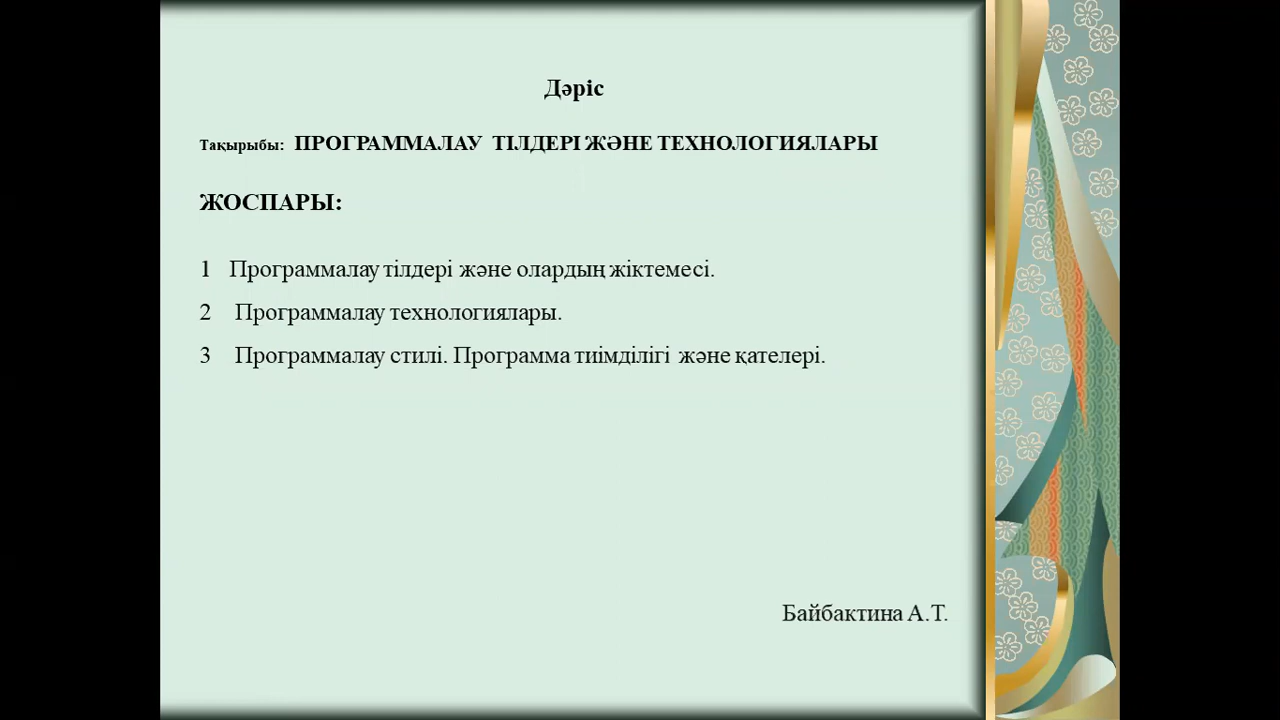 Дәріс
Тақырыбы: ПРОГРАММАЛАУ ТІЛДЕРІ ЖӘНЕ ТЕХНОЛОГИЯЛАРЫ
ЖОСПАРЫ:
1 Программалау тілдері және олардың жіктемесі.
2 Программалау технологиялары.
3 Программалау стилі. Программа тиімділігі және қателері.
Байбактина А.Т.